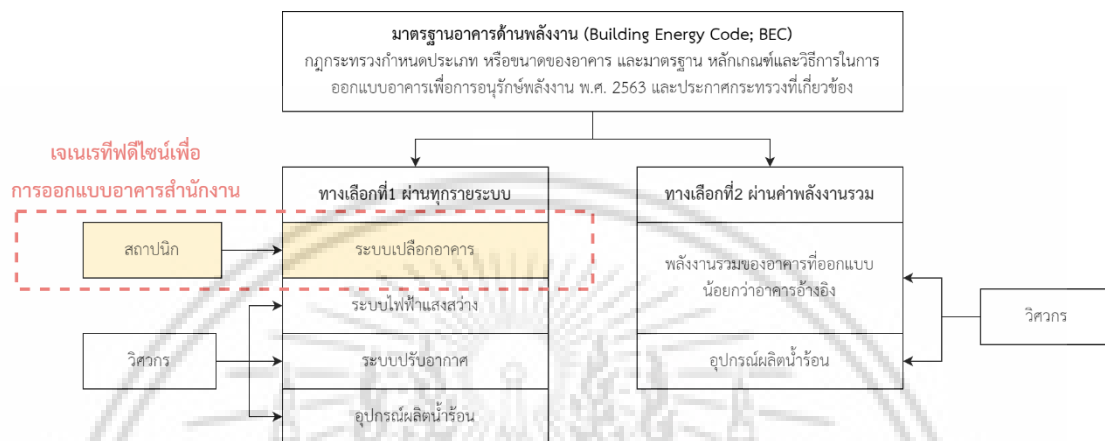 มาตรฐานอาคารด้านพลังงาน (Building Energy Code; BEC)
กฎกระทรวงกำหนดประเภท หรือขนาดของอาคาร และมาตรฐาน หลักเกณฑ์และวิธีการในการ
ออกแบบอาคารเพื่อการอนุรักษ์พลังงาน พ.ศ. 2563 และประกาศกระทรวงที่เกี่ยวข้อง
เจเนเรทีฟดีไซน์เพื่อ
การออกแบบอาคารสำนักงาน
ทางเลือกที่1 ผ่านทุกรายระบบ
ทางเลือกที่2 ผ่านค่าพลังงานรวม
สถาปนิก
ระบบเปลือกอาคาร
พลังงานรวมของอาคารที่ออกแบบ
น้อยกว่าอาคารอ้างอิง
ระบบไฟฟ้าแสงสว่าง
วิศวกร
วิศวกร
ระบบปรับอากาศ
อุปกรณ์ผลิตน้ำร้อน
อุปกรณ์ผลิตน้ำร้อน